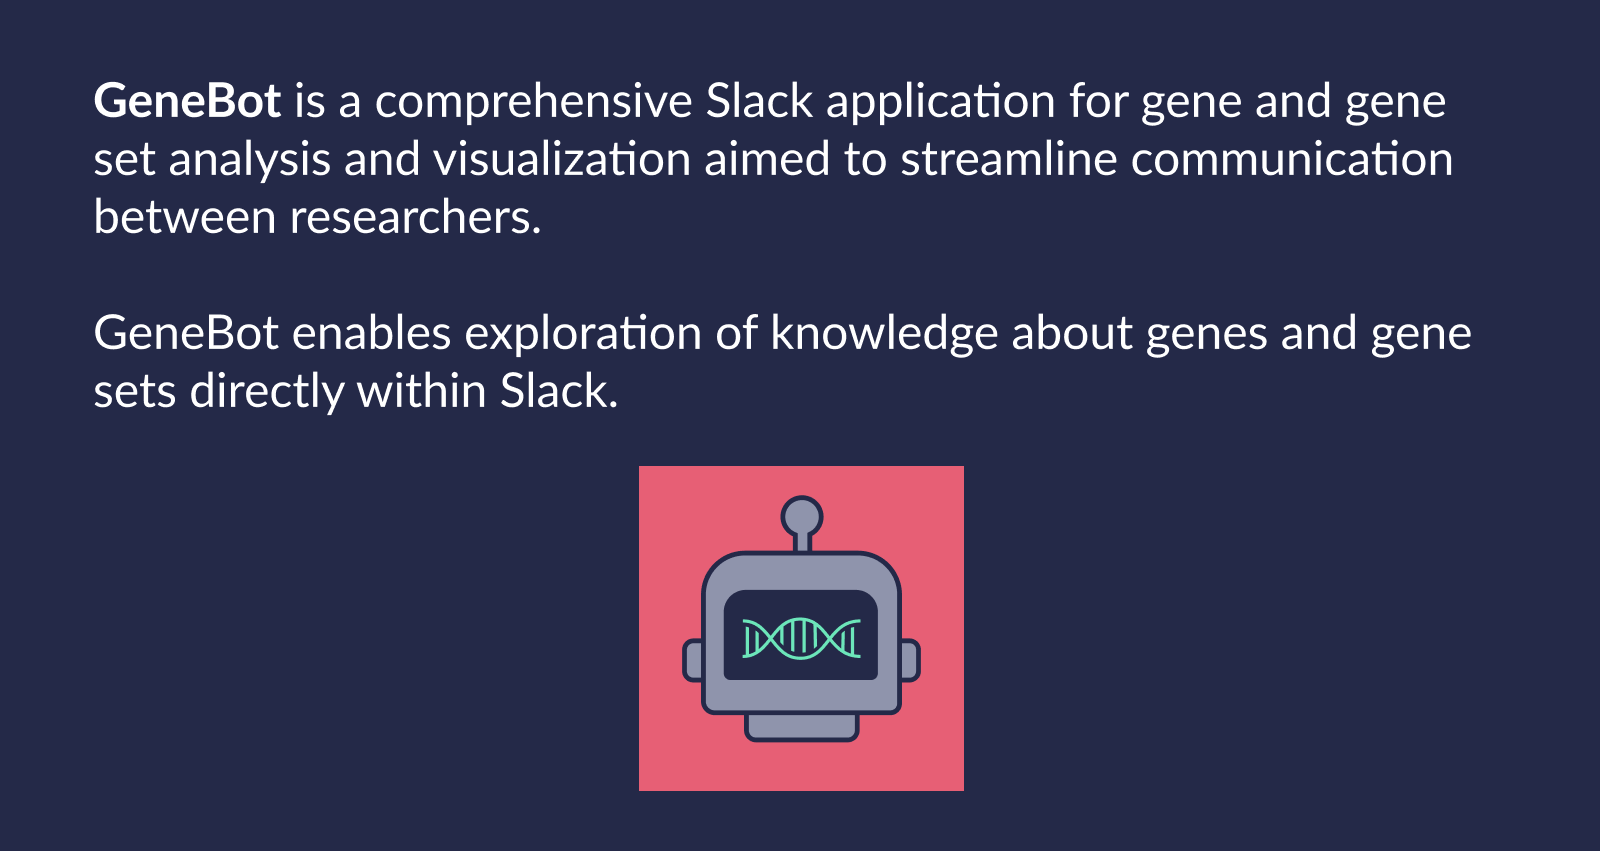 GeneBot is a comprehensive Slack application for gene and gene
set analysis and visualization aimed to streamline communication
between researchers.
GeneBot enables exploration of knowledge about genes and gene
sets directly within Slack.